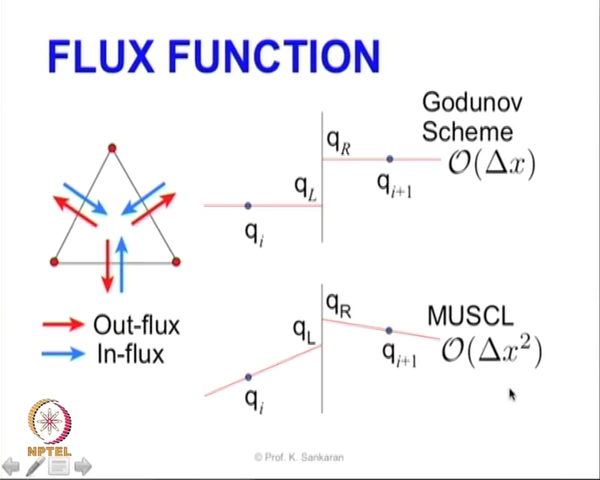 FLUX FUNCTION
Godunov
Scheme
𝒪(Δx)
q_R
q_L
q_{i+1}
q_i
Out-flux
In-flux
MUSCL
𝒪(Δx²)
q_R
q_L
q_{i+1}
q_i
NPTEL
© Prof. K. Sankaran